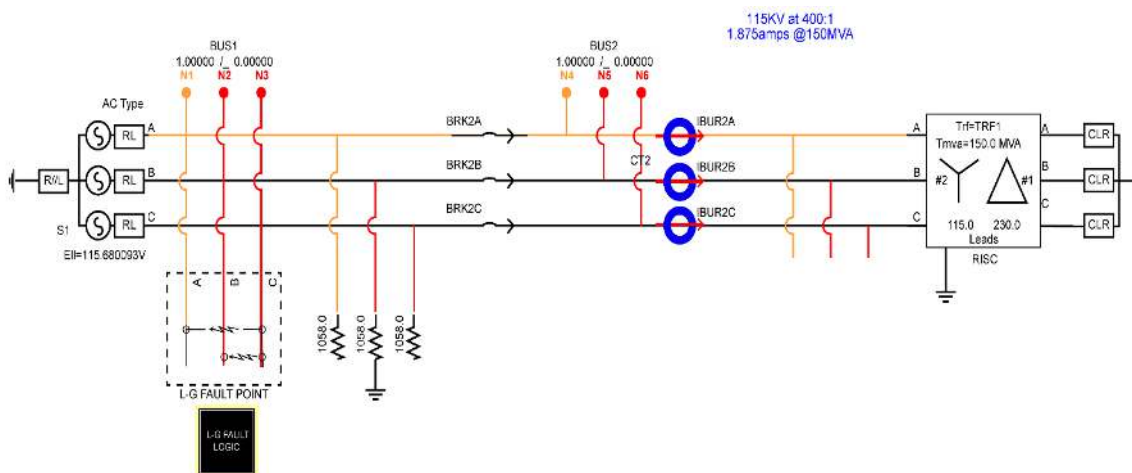 115KV at 400:1
1.875amps @150MVA
BUS1
1.00000 /_ 0.00000
N1 N2 N3
BUS2
1.00000 /_ 0.00000
N4 N5 N6
AC Type
RL A
BRK2A
IBUR2A
A
Trf=TRF1
Tmva=150.0 MVA
A
CLR
R//L
RL B
BRK2B
CT2
IBUR2B
B
#2
#1
B
CLR
S1
RL C
BRK2C
IBUR2C
C
C
CLR
115.0 230.0
Leads
RISC
Ell=115.680093V
A B C
1058.0 1058.0 1058.0
L-G FAULT POINT
L-G FAULT
LOGIC